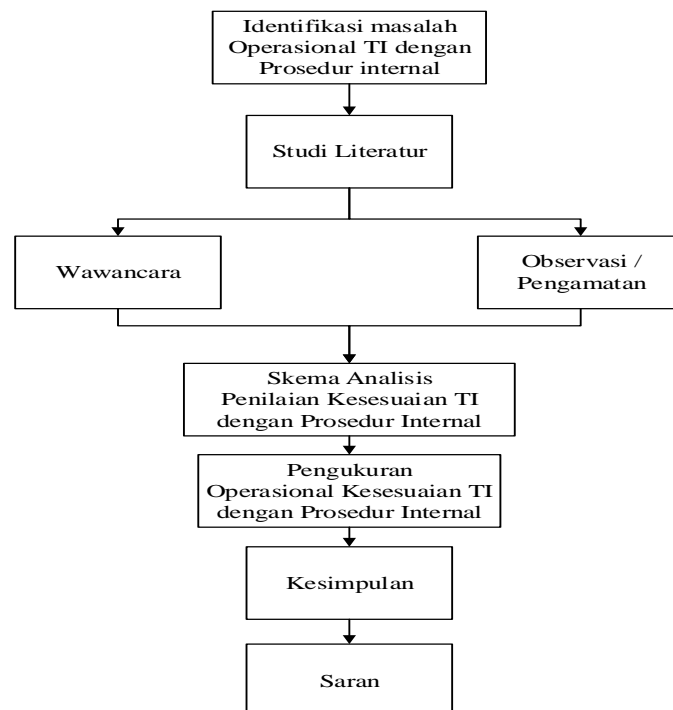 Identifikasi masalah
Operasional TI dengan
Prosedur internal
Studi Literatur
Wawancara
Observasi /
Pengamatan
Skema Analisis
Penilaian Kesesuaian TI
dengan Prosedur Internal
Pengukuran
Operasional Kesesuaian TI
dengan Prosedur Internal
Kesimpulan
Saran